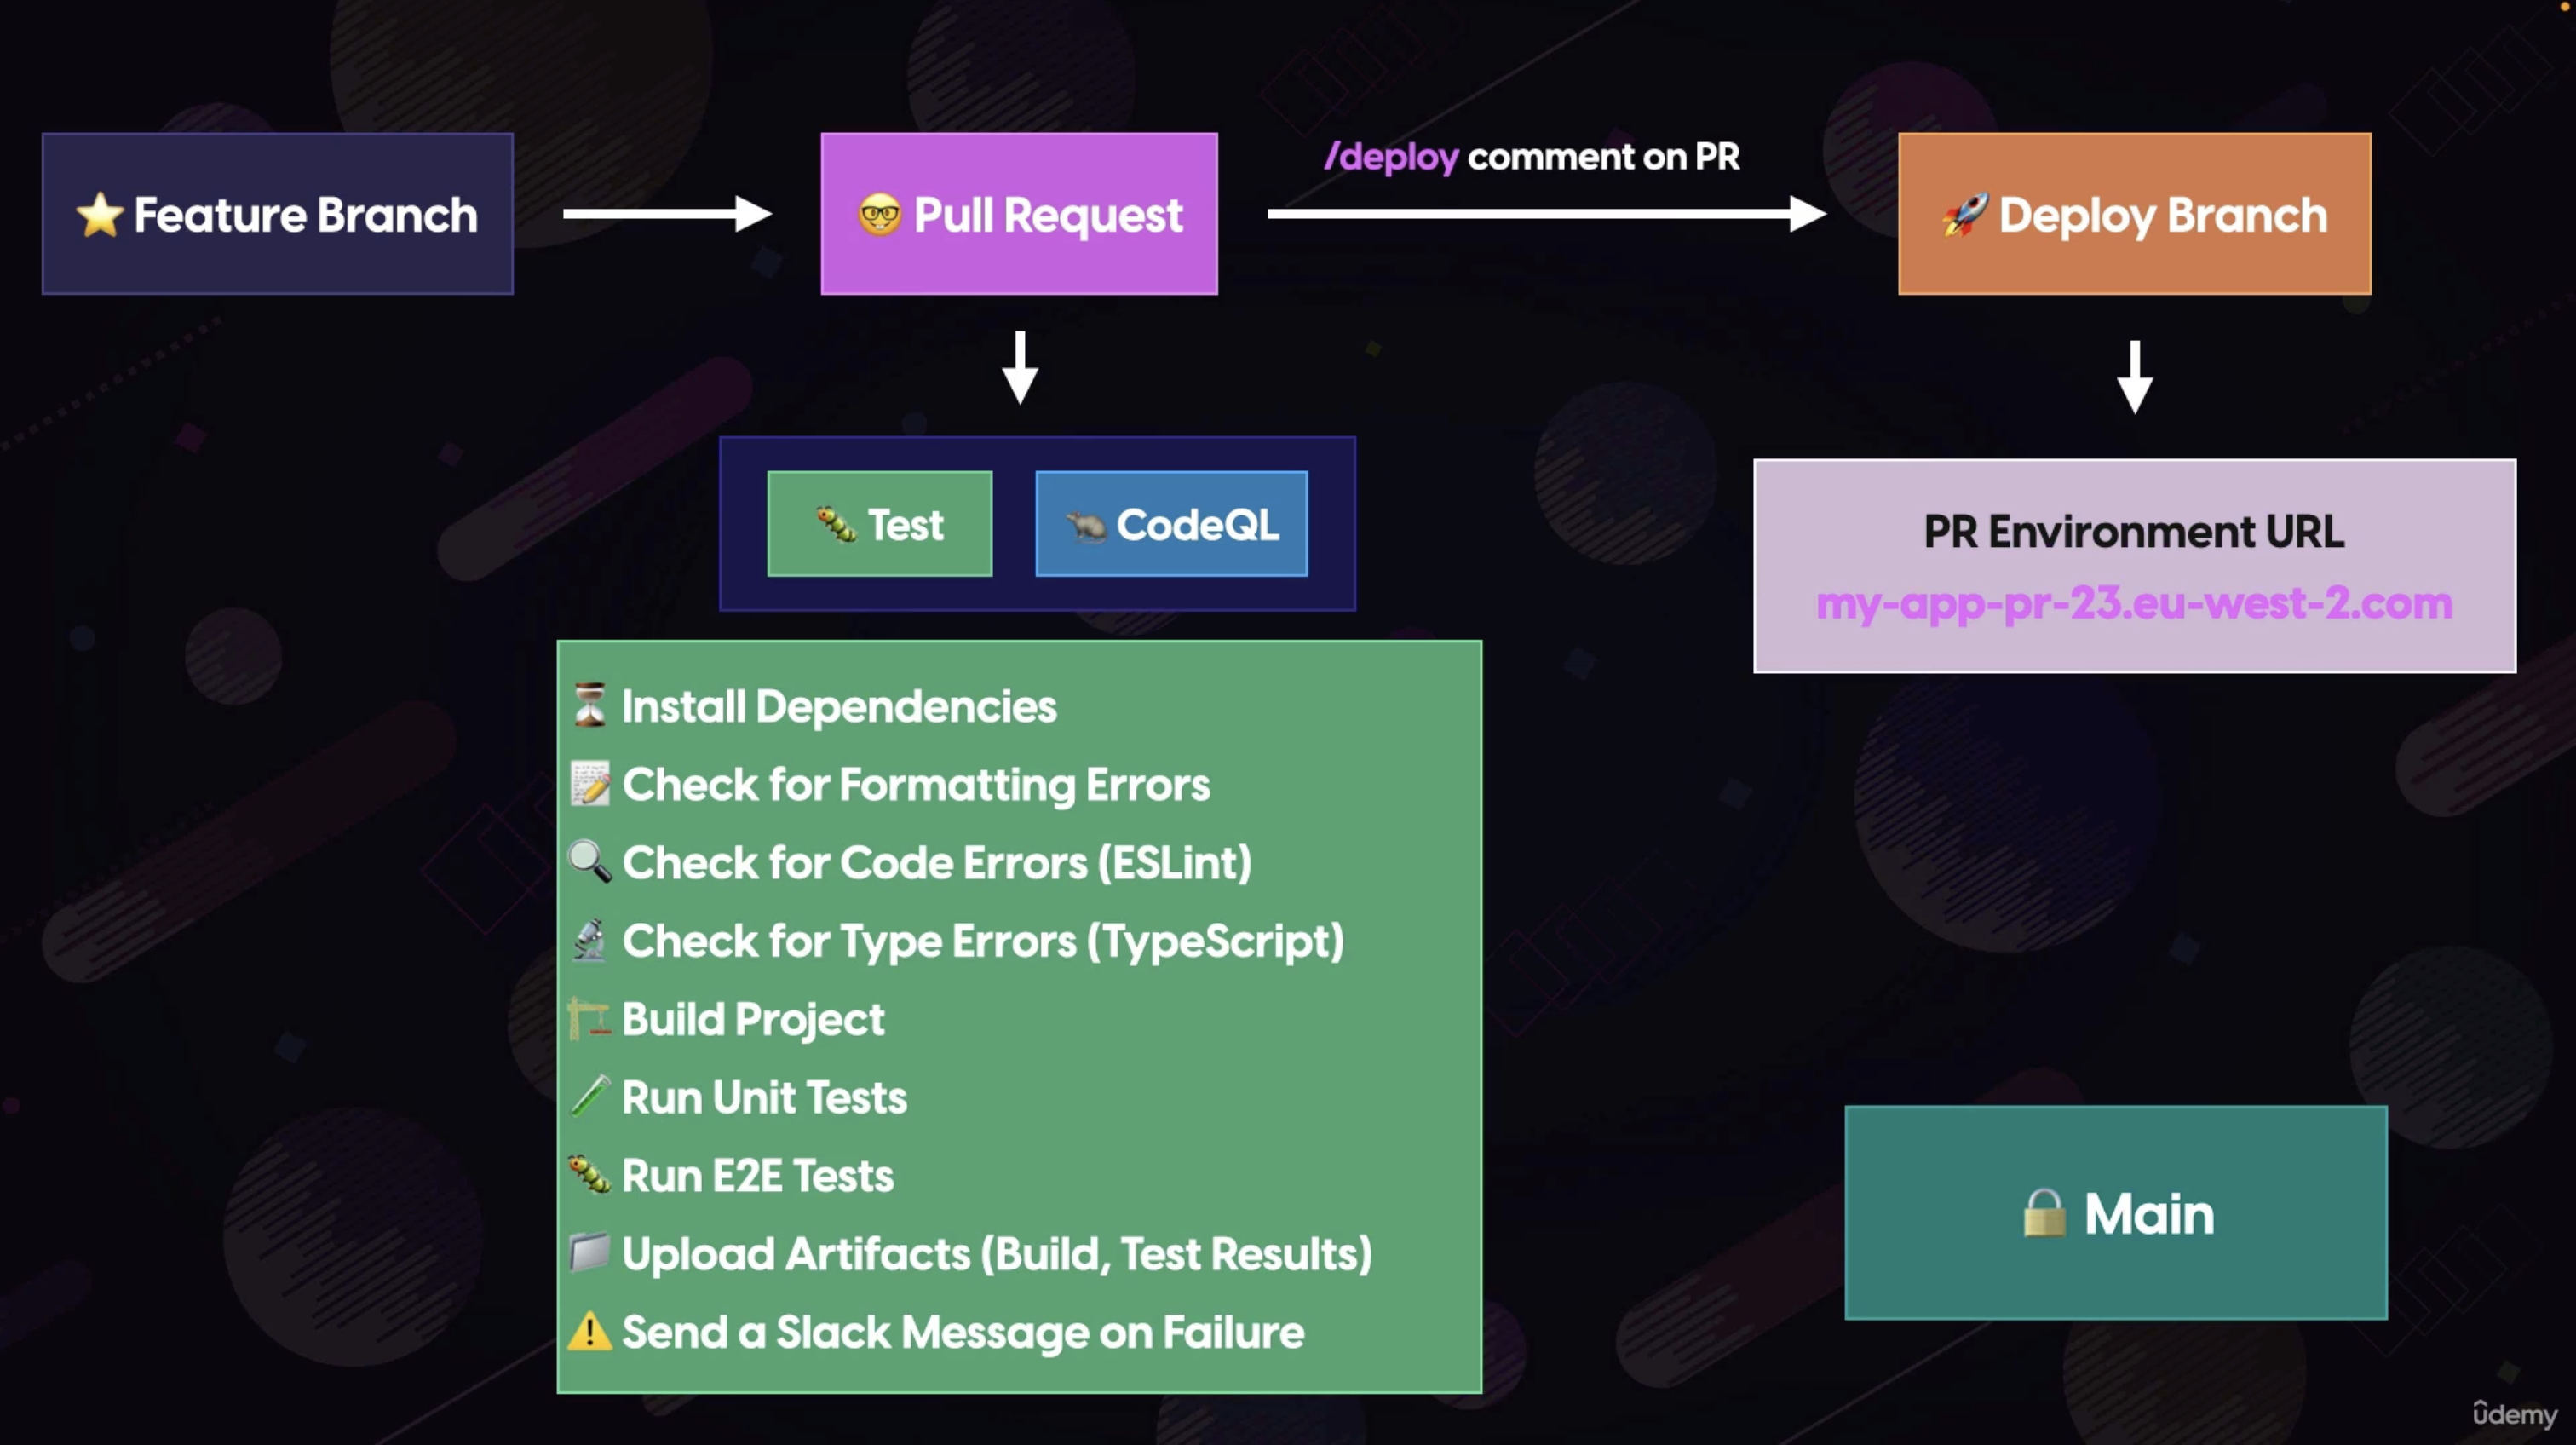 ⭐ Feature Branch
🤓 Pull Request
/deploy comment on PR
🚀 Deploy Branch
🐛 Test
🐀 CodeQL
PR Environment URL
my-app-pr-23.eu-west-2.com
⏳ Install Dependencies
📝 Check for Formatting Errors
🔍 Check for Code Errors (ESLint)
🔬 Check for Type Errors (TypeScript)
🏗️ Build Project
🧪 Run Unit Tests
🐛 Run E2E Tests
📁 Upload Artifacts (Build, Test Results)
⚠️ Send a Slack Message on Failure
🔒 Main
ûdemy